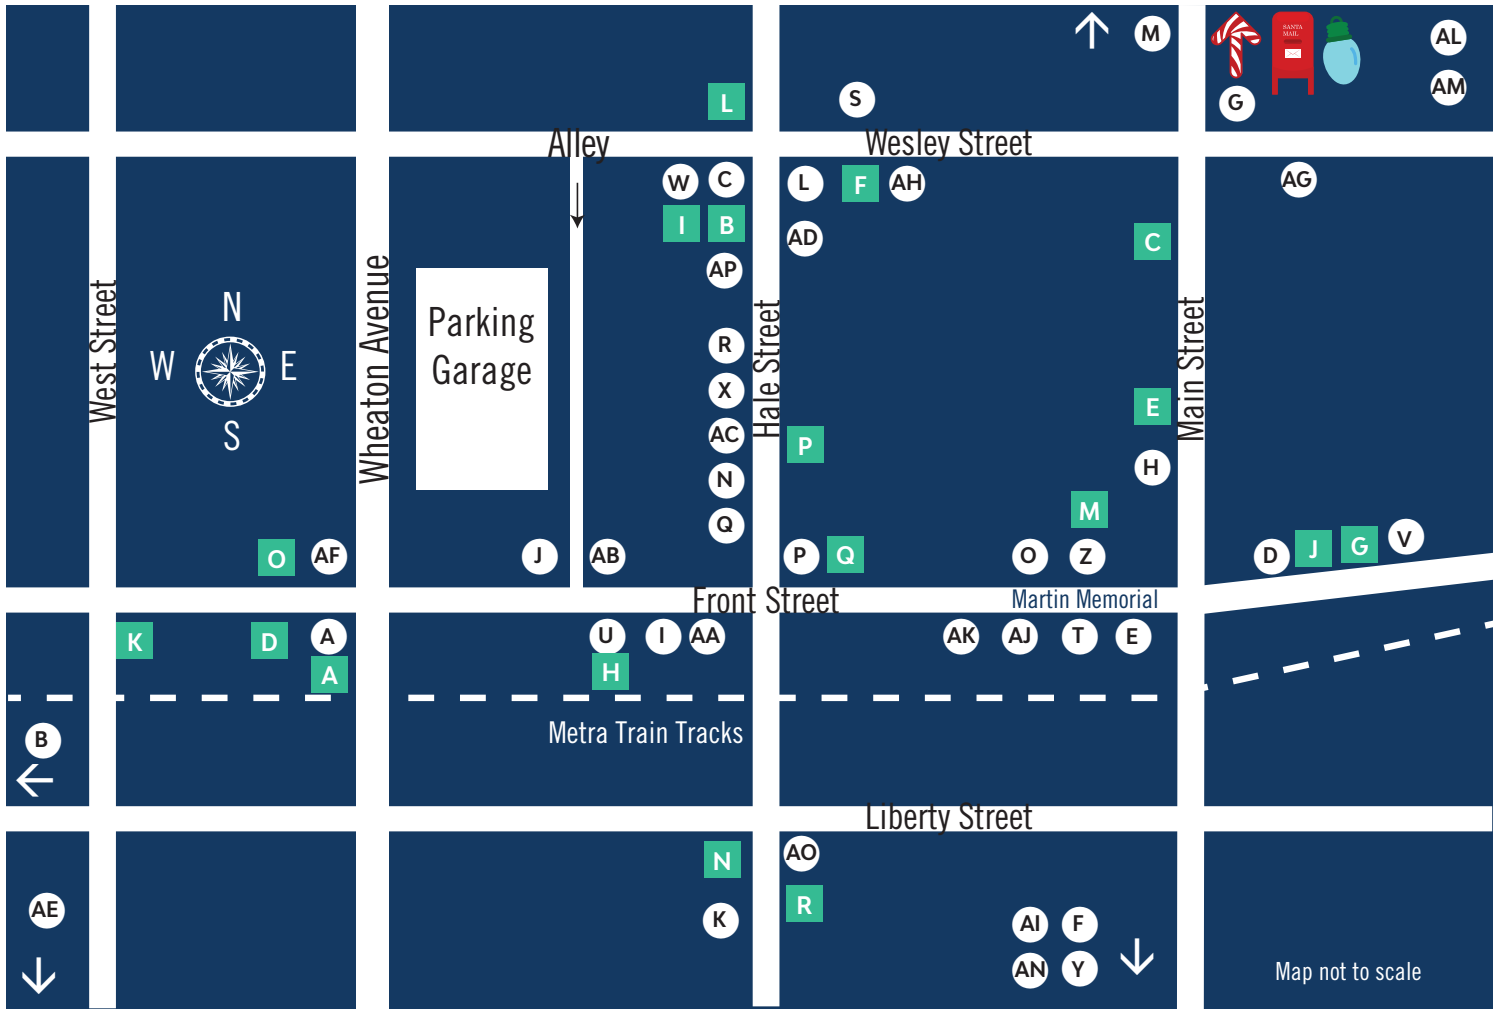 M
SANTA
MAIL
AL
AM
G
L
S
Alley
Wesley Street
W
C
L
F
AH
AG
I
B
AD
C
AP
N
W
E
S
Parking
Garage
West Street
Wheaton Avenue
Hale Street
Main Street
R
X
AC
N
Q
P
E
H
M
O
AF
J
AB
P
Q
O
Z
D
J
G
V
Front Street
Martin Memorial
K
D
A
A
U
I
AA
H
AK
AJ
T
E
Metra Train Tracks
B
Liberty Street
N
AO
R
K
AE
AI
F
AN
Y
Map not to scale